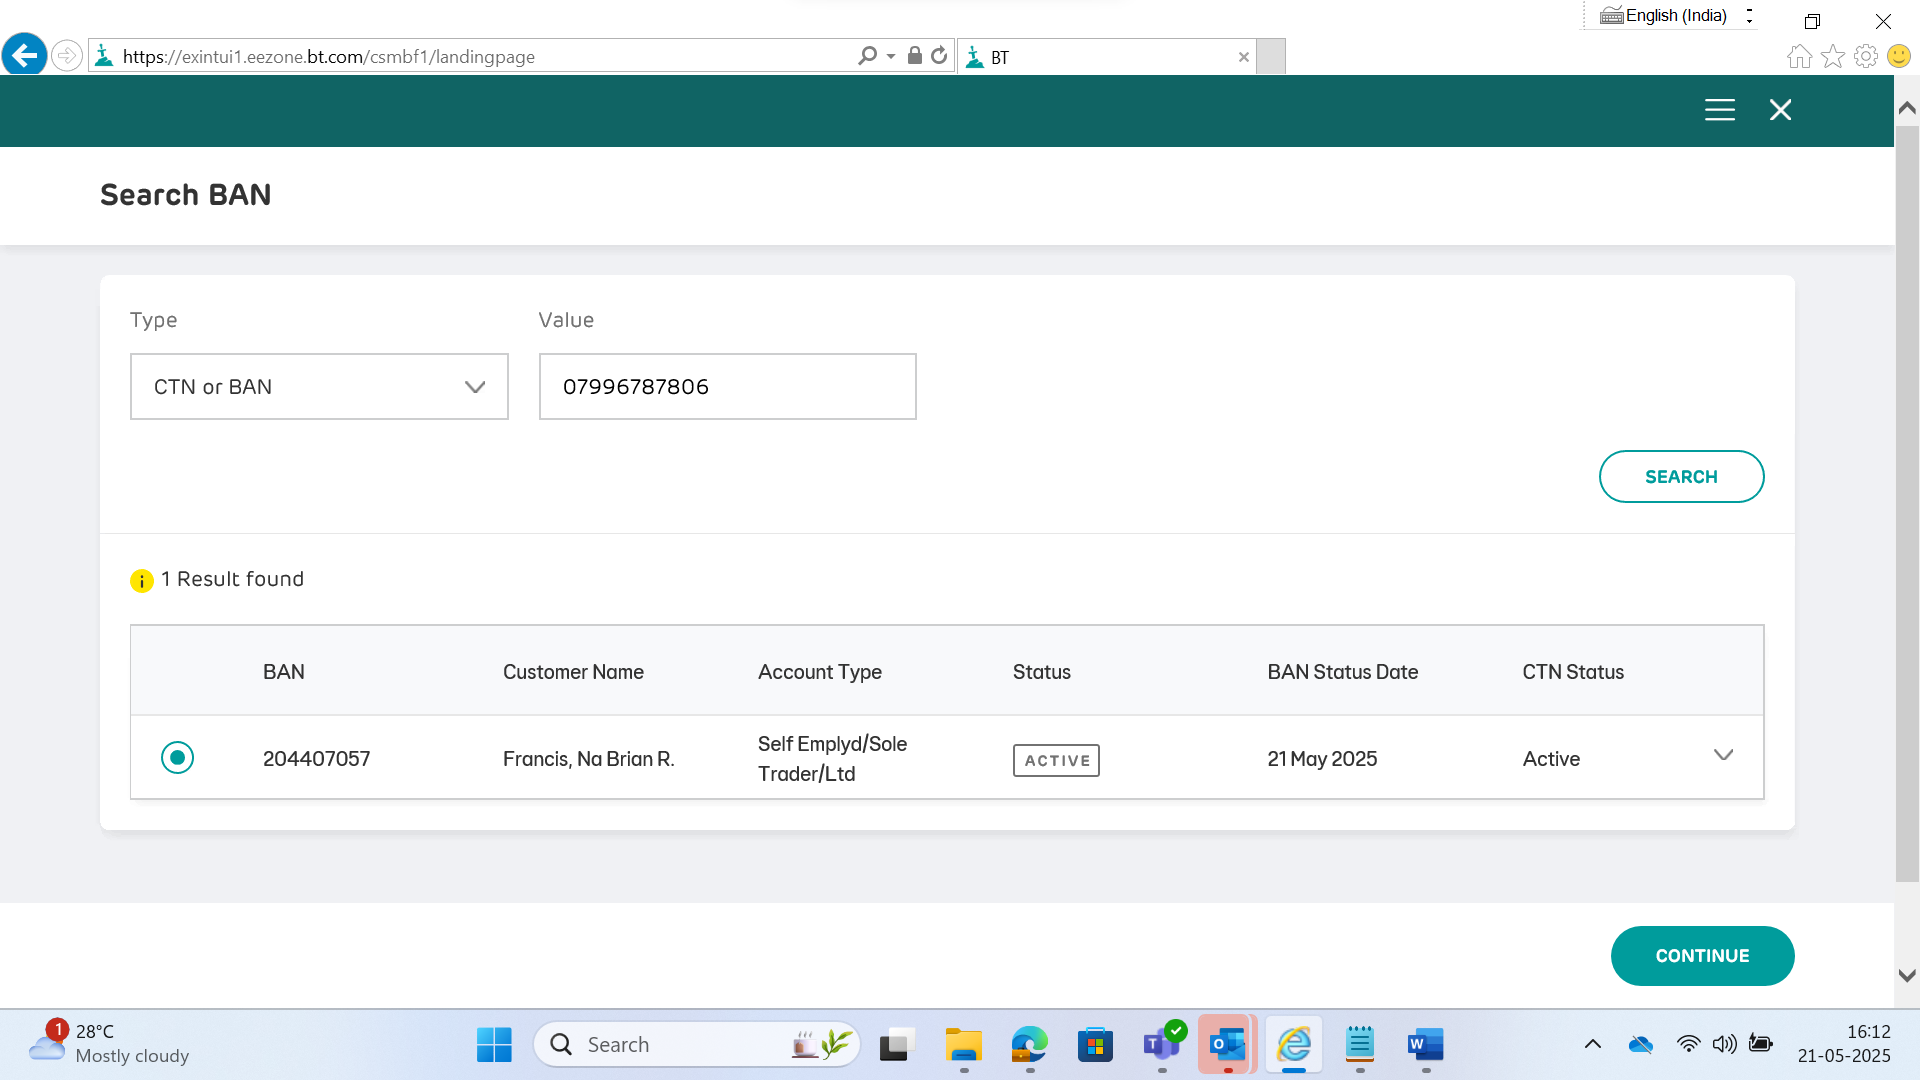 English (India)
https://exintui1.eezone.bt.com/csmbf1/landingpage
BT
Search BAN
Type
Value
CTN or BAN
07996787806
SEARCH
1 Result found
BAN
Customer Name
Account Type
Status
BAN Status Date
CTN Status
204407057
Francis, Na Brian R.
Self Emplyd/Sole
Trader/Ltd
ACTIVE
21 May 2025
Active
CONTINUE
1
28°C
Mostly cloudy
Search
16:12
21-05-2025